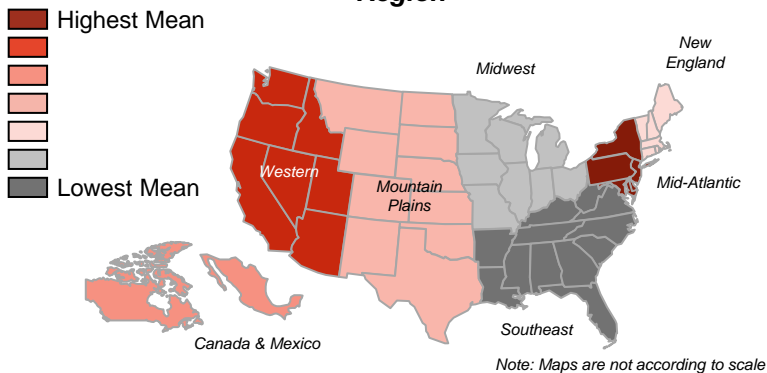 Region
Highest Mean
Lowest Mean
New
England
Midwest
Western
Mountain
Plains
Mid-Atlantic
Southeast
Canada & Mexico
Note: Maps are not according to scale